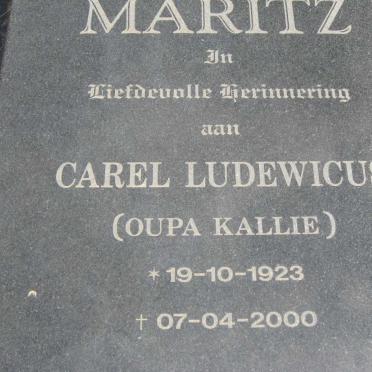 MARITZ
In
Liefdevolle Herinnering
aan
CAREL LUDEWICUS
(OUPA KALLIE)
* 19-10-1923
† 07-04-2000